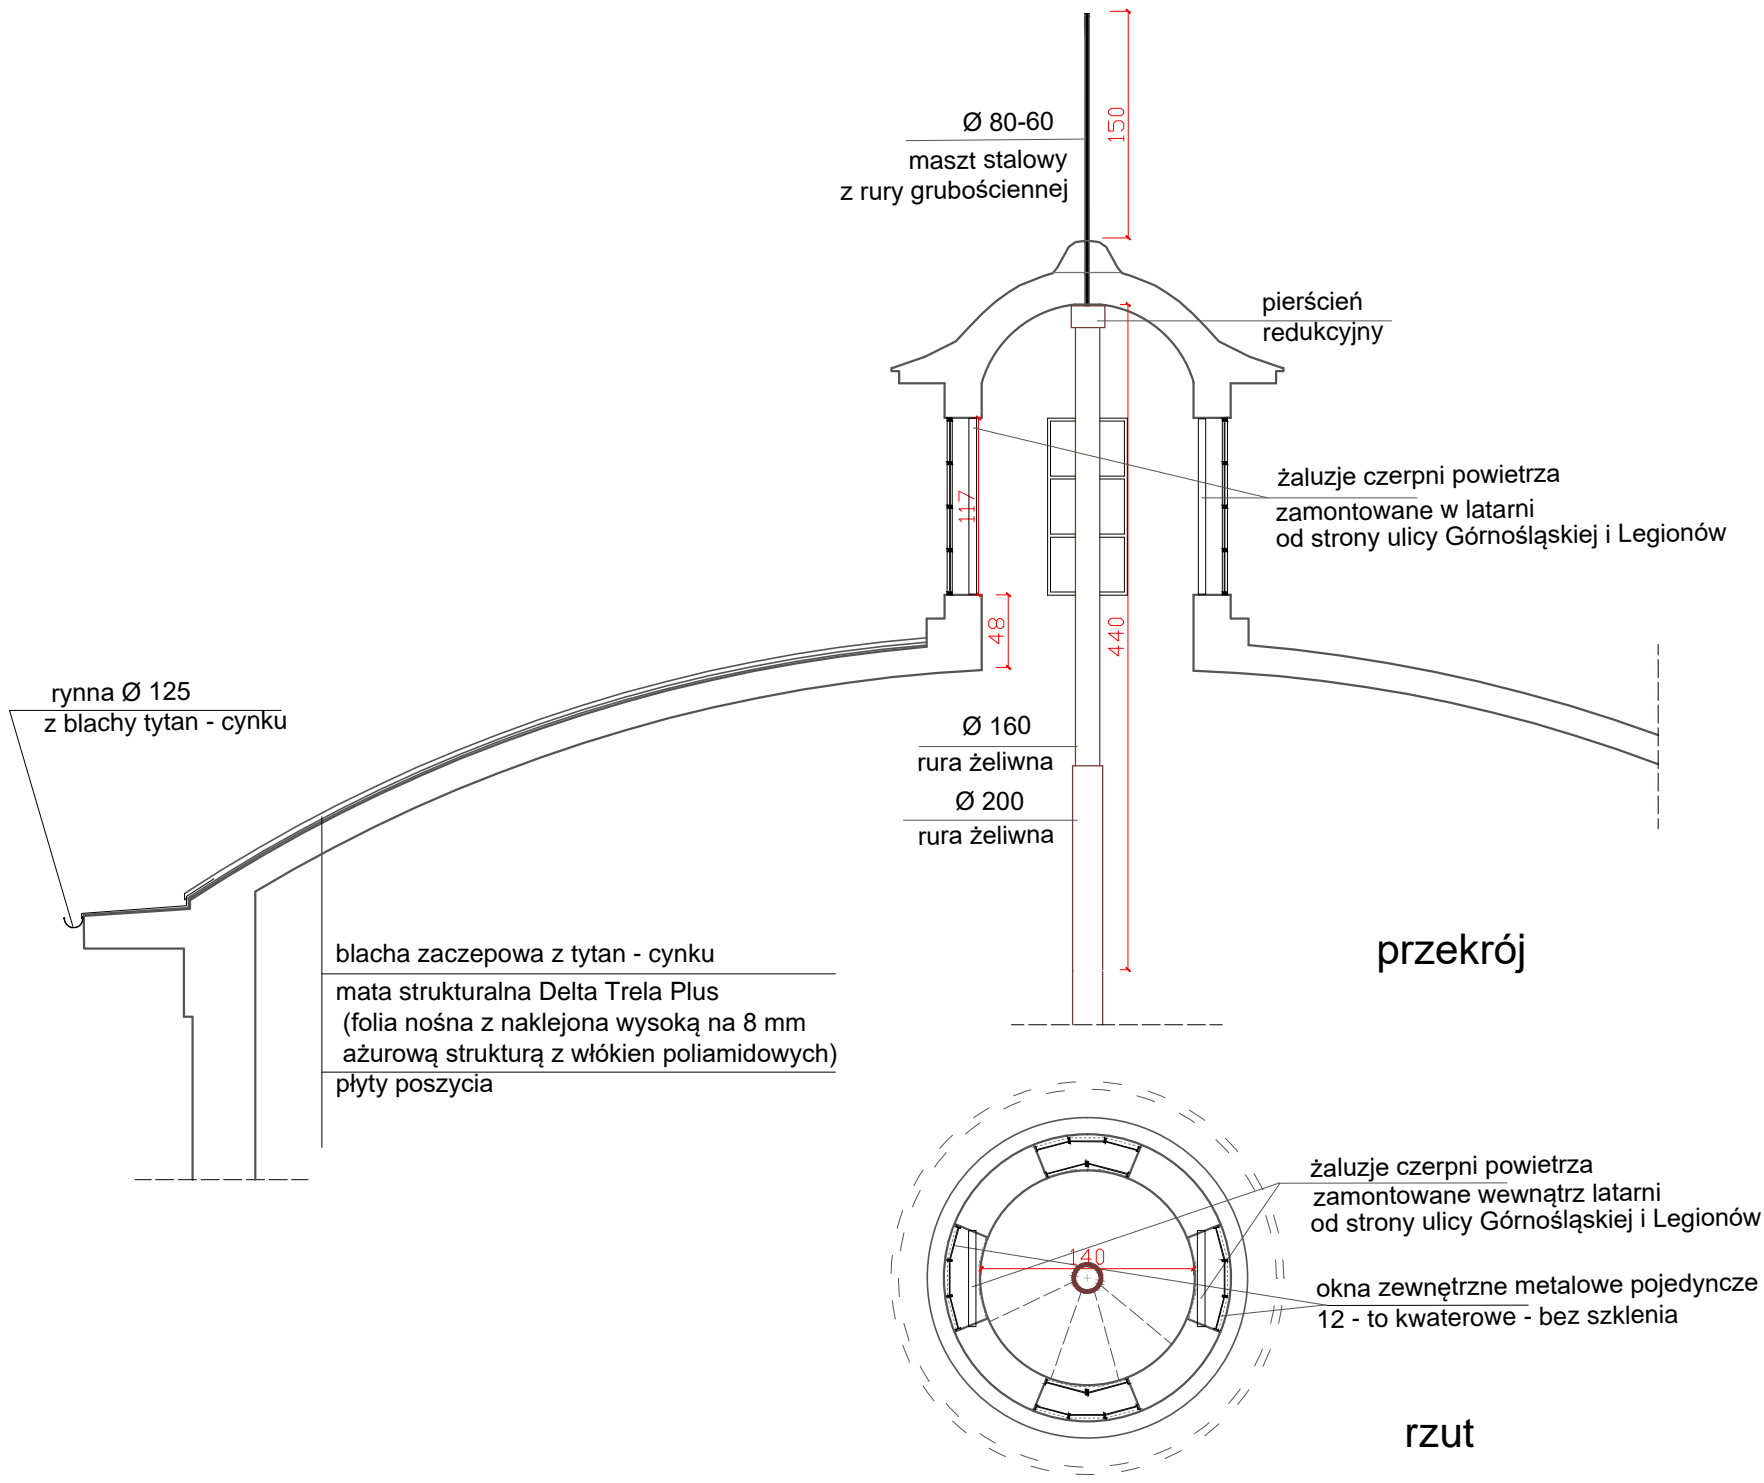 150
Ø 80-60
maszt stalowy
z rury grubościennej
pierścień
redukcyjny
żaluzje czerpni powietrza
zamontowane w latarni
od strony ulicy Górnośląskiej i Legionów
117
48
440
rynna Ø 125
z blachy tytan - cynku
Ø 160
rura żeliwna
Ø 200
rura żeliwna
przekrój
blacha zaczepowa z tytan - cynku
mata strukturalna Delta Trela Plus
(folia nośna z naklejona wysoką na 8 mm
ażurową strukturą z włókien poliamidowych)
płyty poszycia
żaluzje czerpni powietrza
zamontowane wewnątrz latarni
od strony ulicy Górnośląskiej i Legionów
140
okna zewnętrzne metalowe pojedyncze
12 - to kwaterowe - bez szklenia
rzut